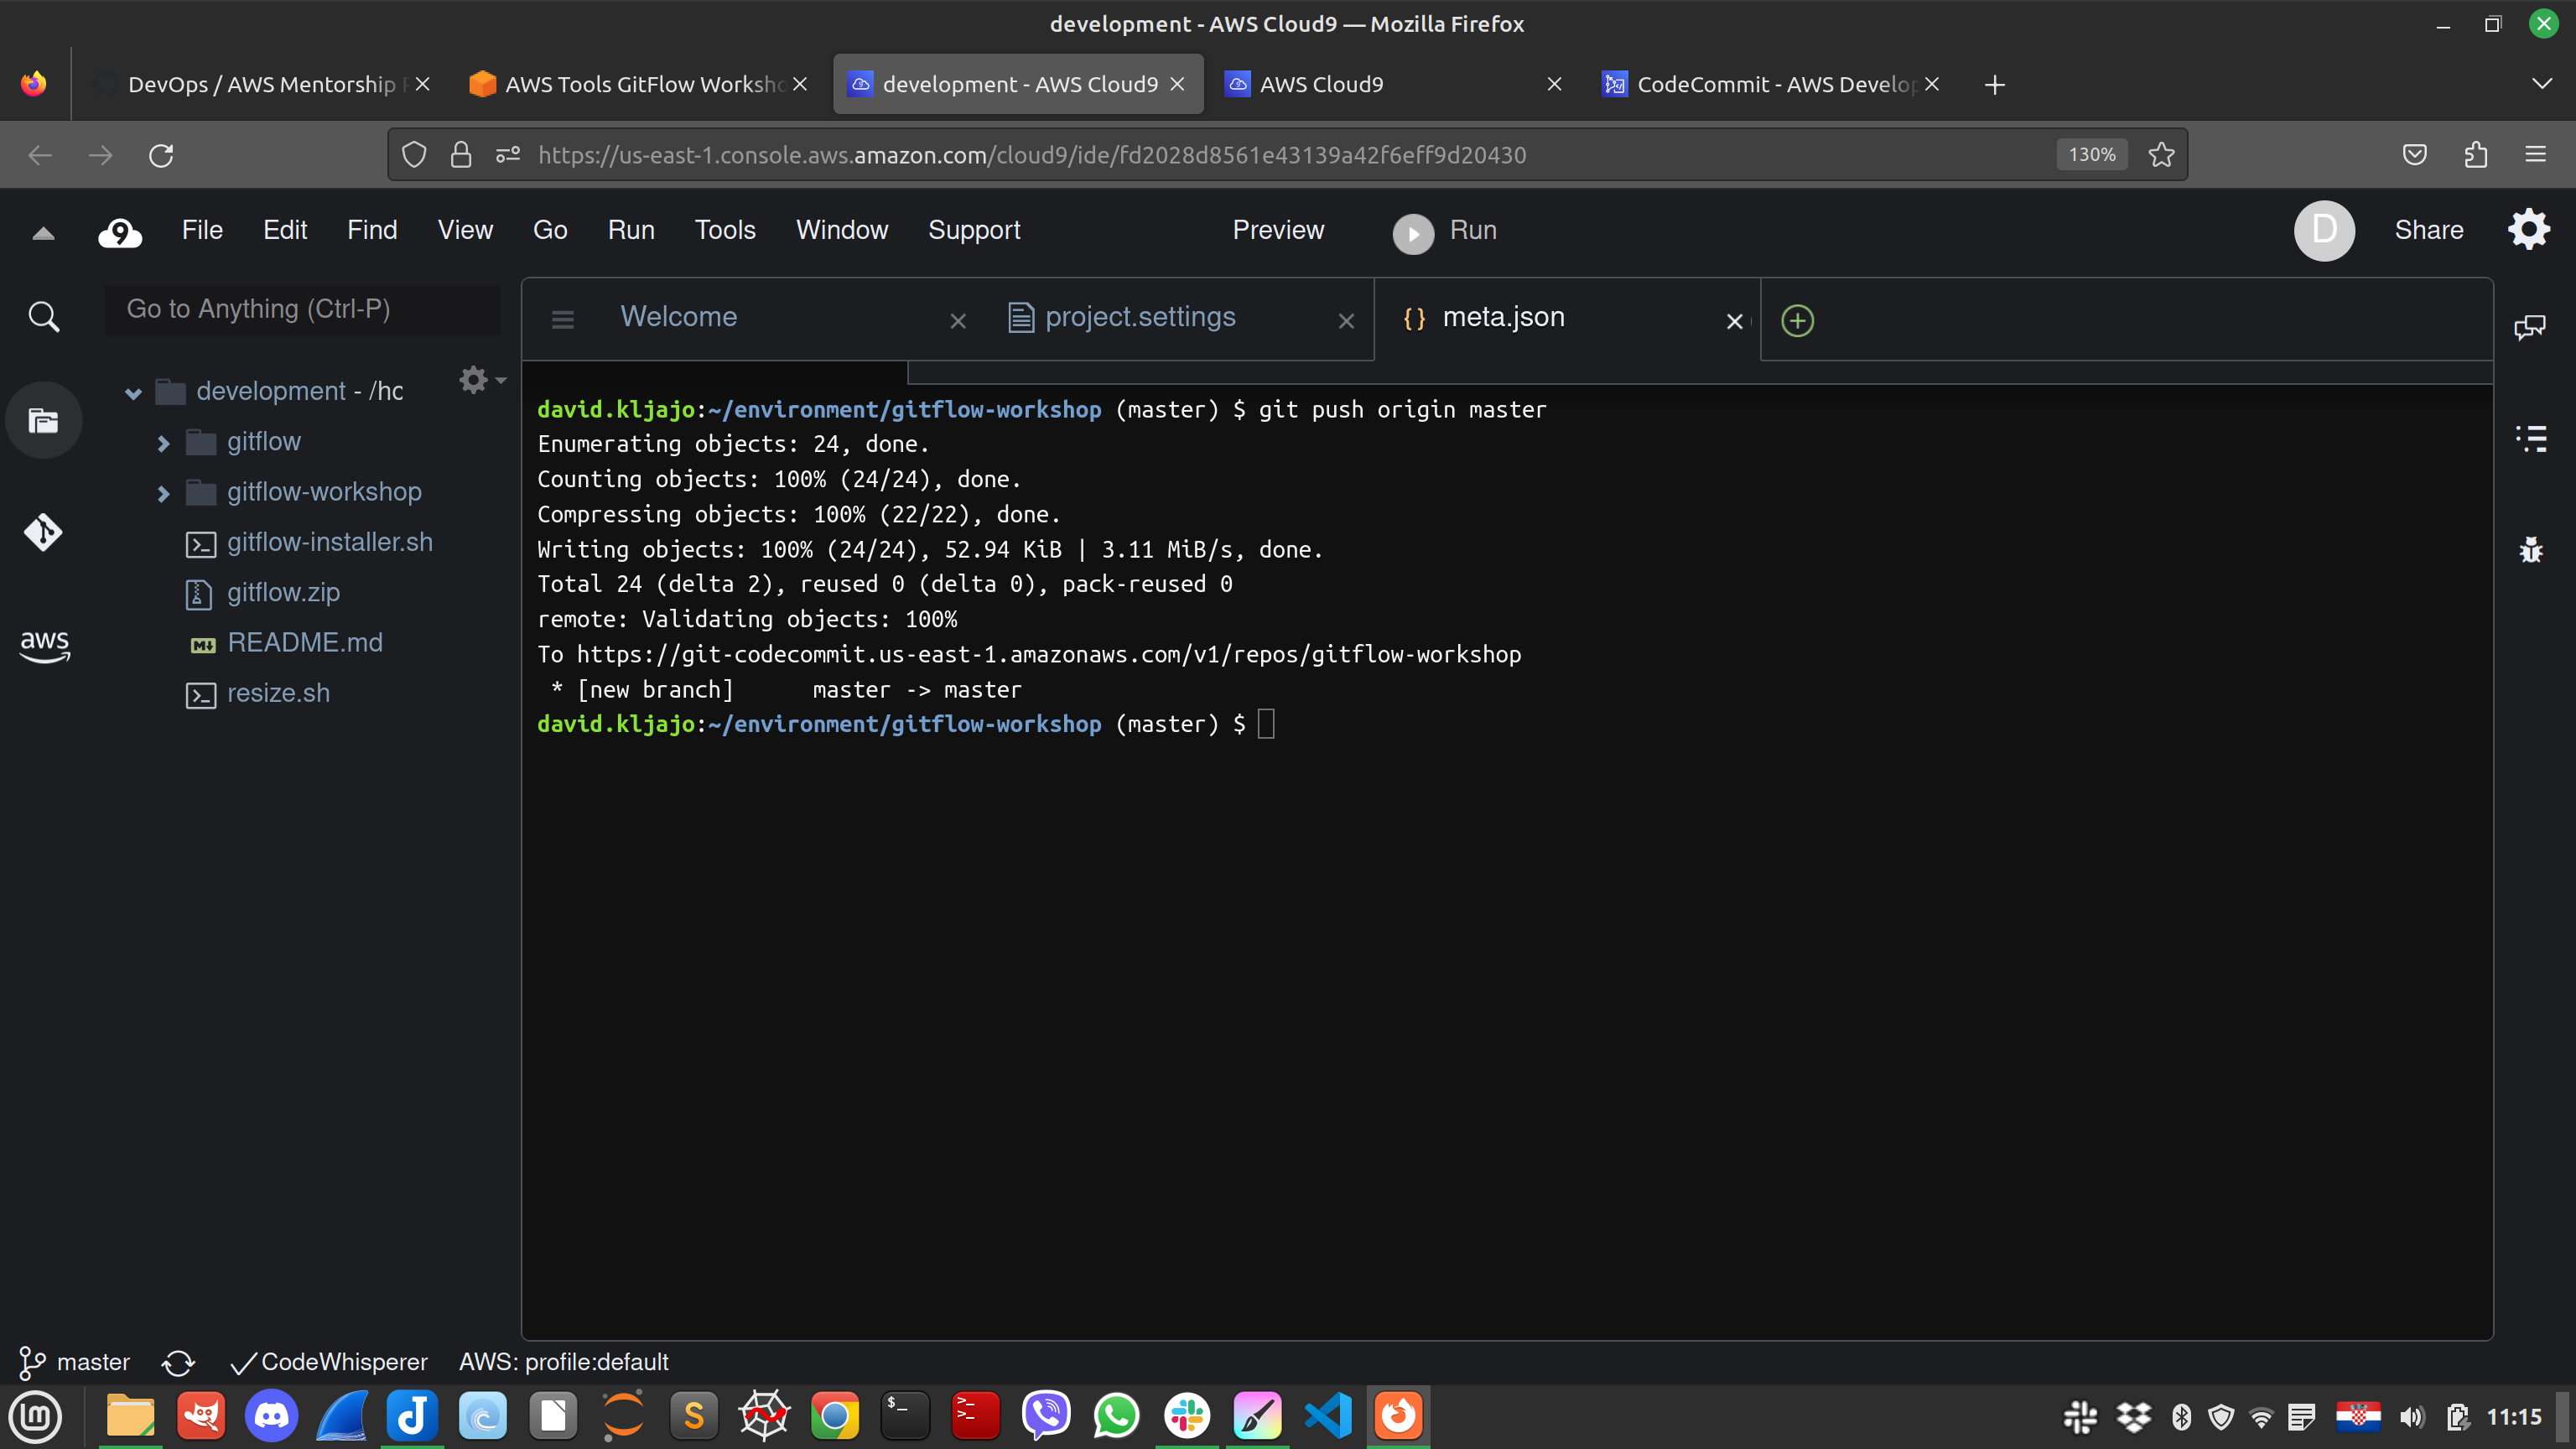 development - AWS Cloud9 — Mozilla Firefox
DevOps / AWS Mentorship
AWS Tools GitFlow Worksho
development - AWS Cloud9
AWS Cloud9
CodeCommit - AWS Develop
https://us-east-1.console.aws.amazon.com/cloud9/ide/fd2028d8561e43139a42f6eff9d20430
130%
9 File Edit Find View Go Run Tools Window Support Preview Run D Share
Go to Anything (Ctrl-P)
Welcome
project.settings
{ } meta.json
development - /hc
gitflow
gitflow-workshop
gitflow-installer.sh
gitflow.zip
README.md
resize.sh
aws
david.kljajo:~/environment/gitflow-workshop (master) $ git push origin master
Enumerating objects: 24, done.
Counting objects: 100% (24/24), done.
Compressing objects: 100% (22/22), done.
Writing objects: 100% (24/24), 52.94 KiB | 3.11 MiB/s, done.
Total 24 (delta 2), reused 0 (delta 0), pack-reused 0
remote: Validating objects: 100%
To https://git-codecommit.us-east-1.amazonaws.com/v1/repos/gitflow-workshop
* [new branch] master -> master
david.kljajo:~/environment/gitflow-workshop (master) $
master
CodeWhisperer
AWS: profile:default
11:15